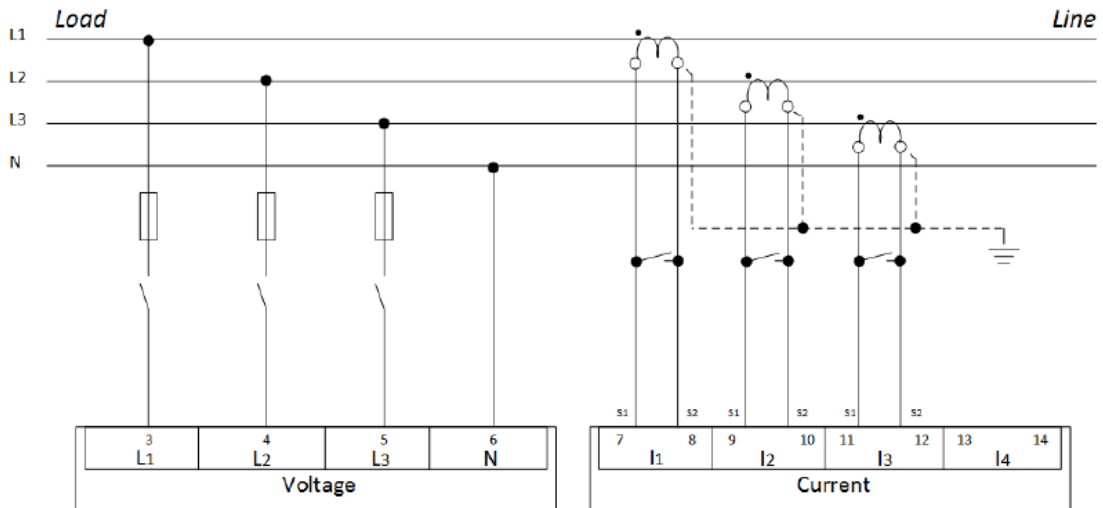 Load Line
L1
L2
L3
N
S1 S2 S1 S2 S1 S2
3 4 5 6 7 8 9 10 11 12 13 14
L1 L2 L3 N I1 I2 I3 I4
Voltage Current